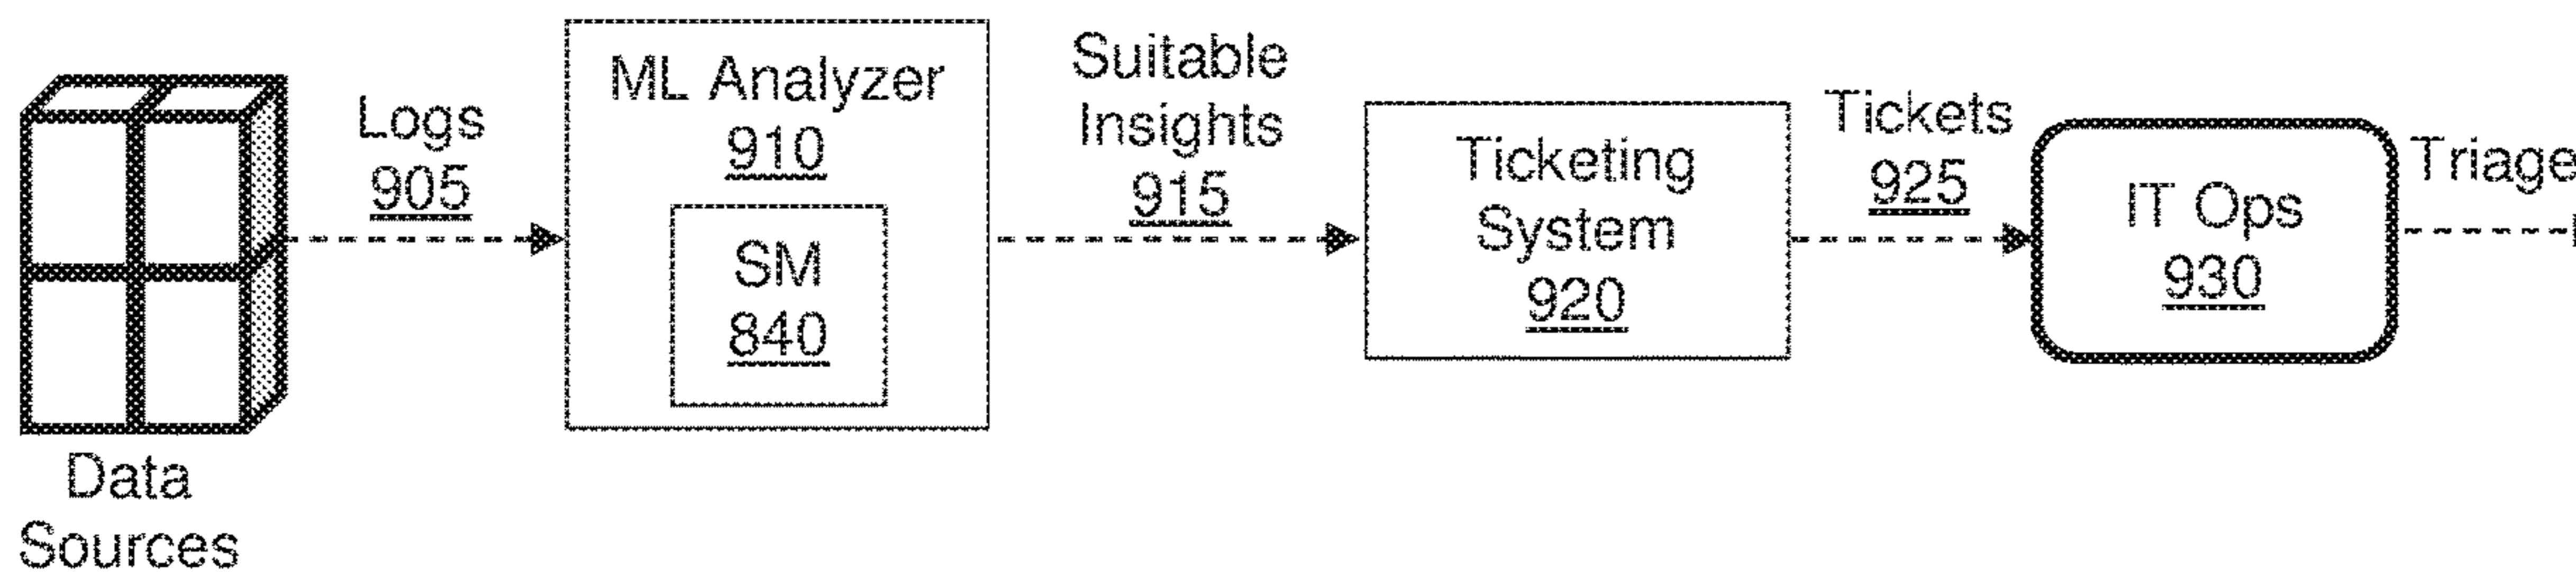 Data
Sources
Logs
905
ML Analyzer
910
SM
840
Suitable
Insights
915
Ticketing
System
920
Tickets
925
IT Ops
930
Triage